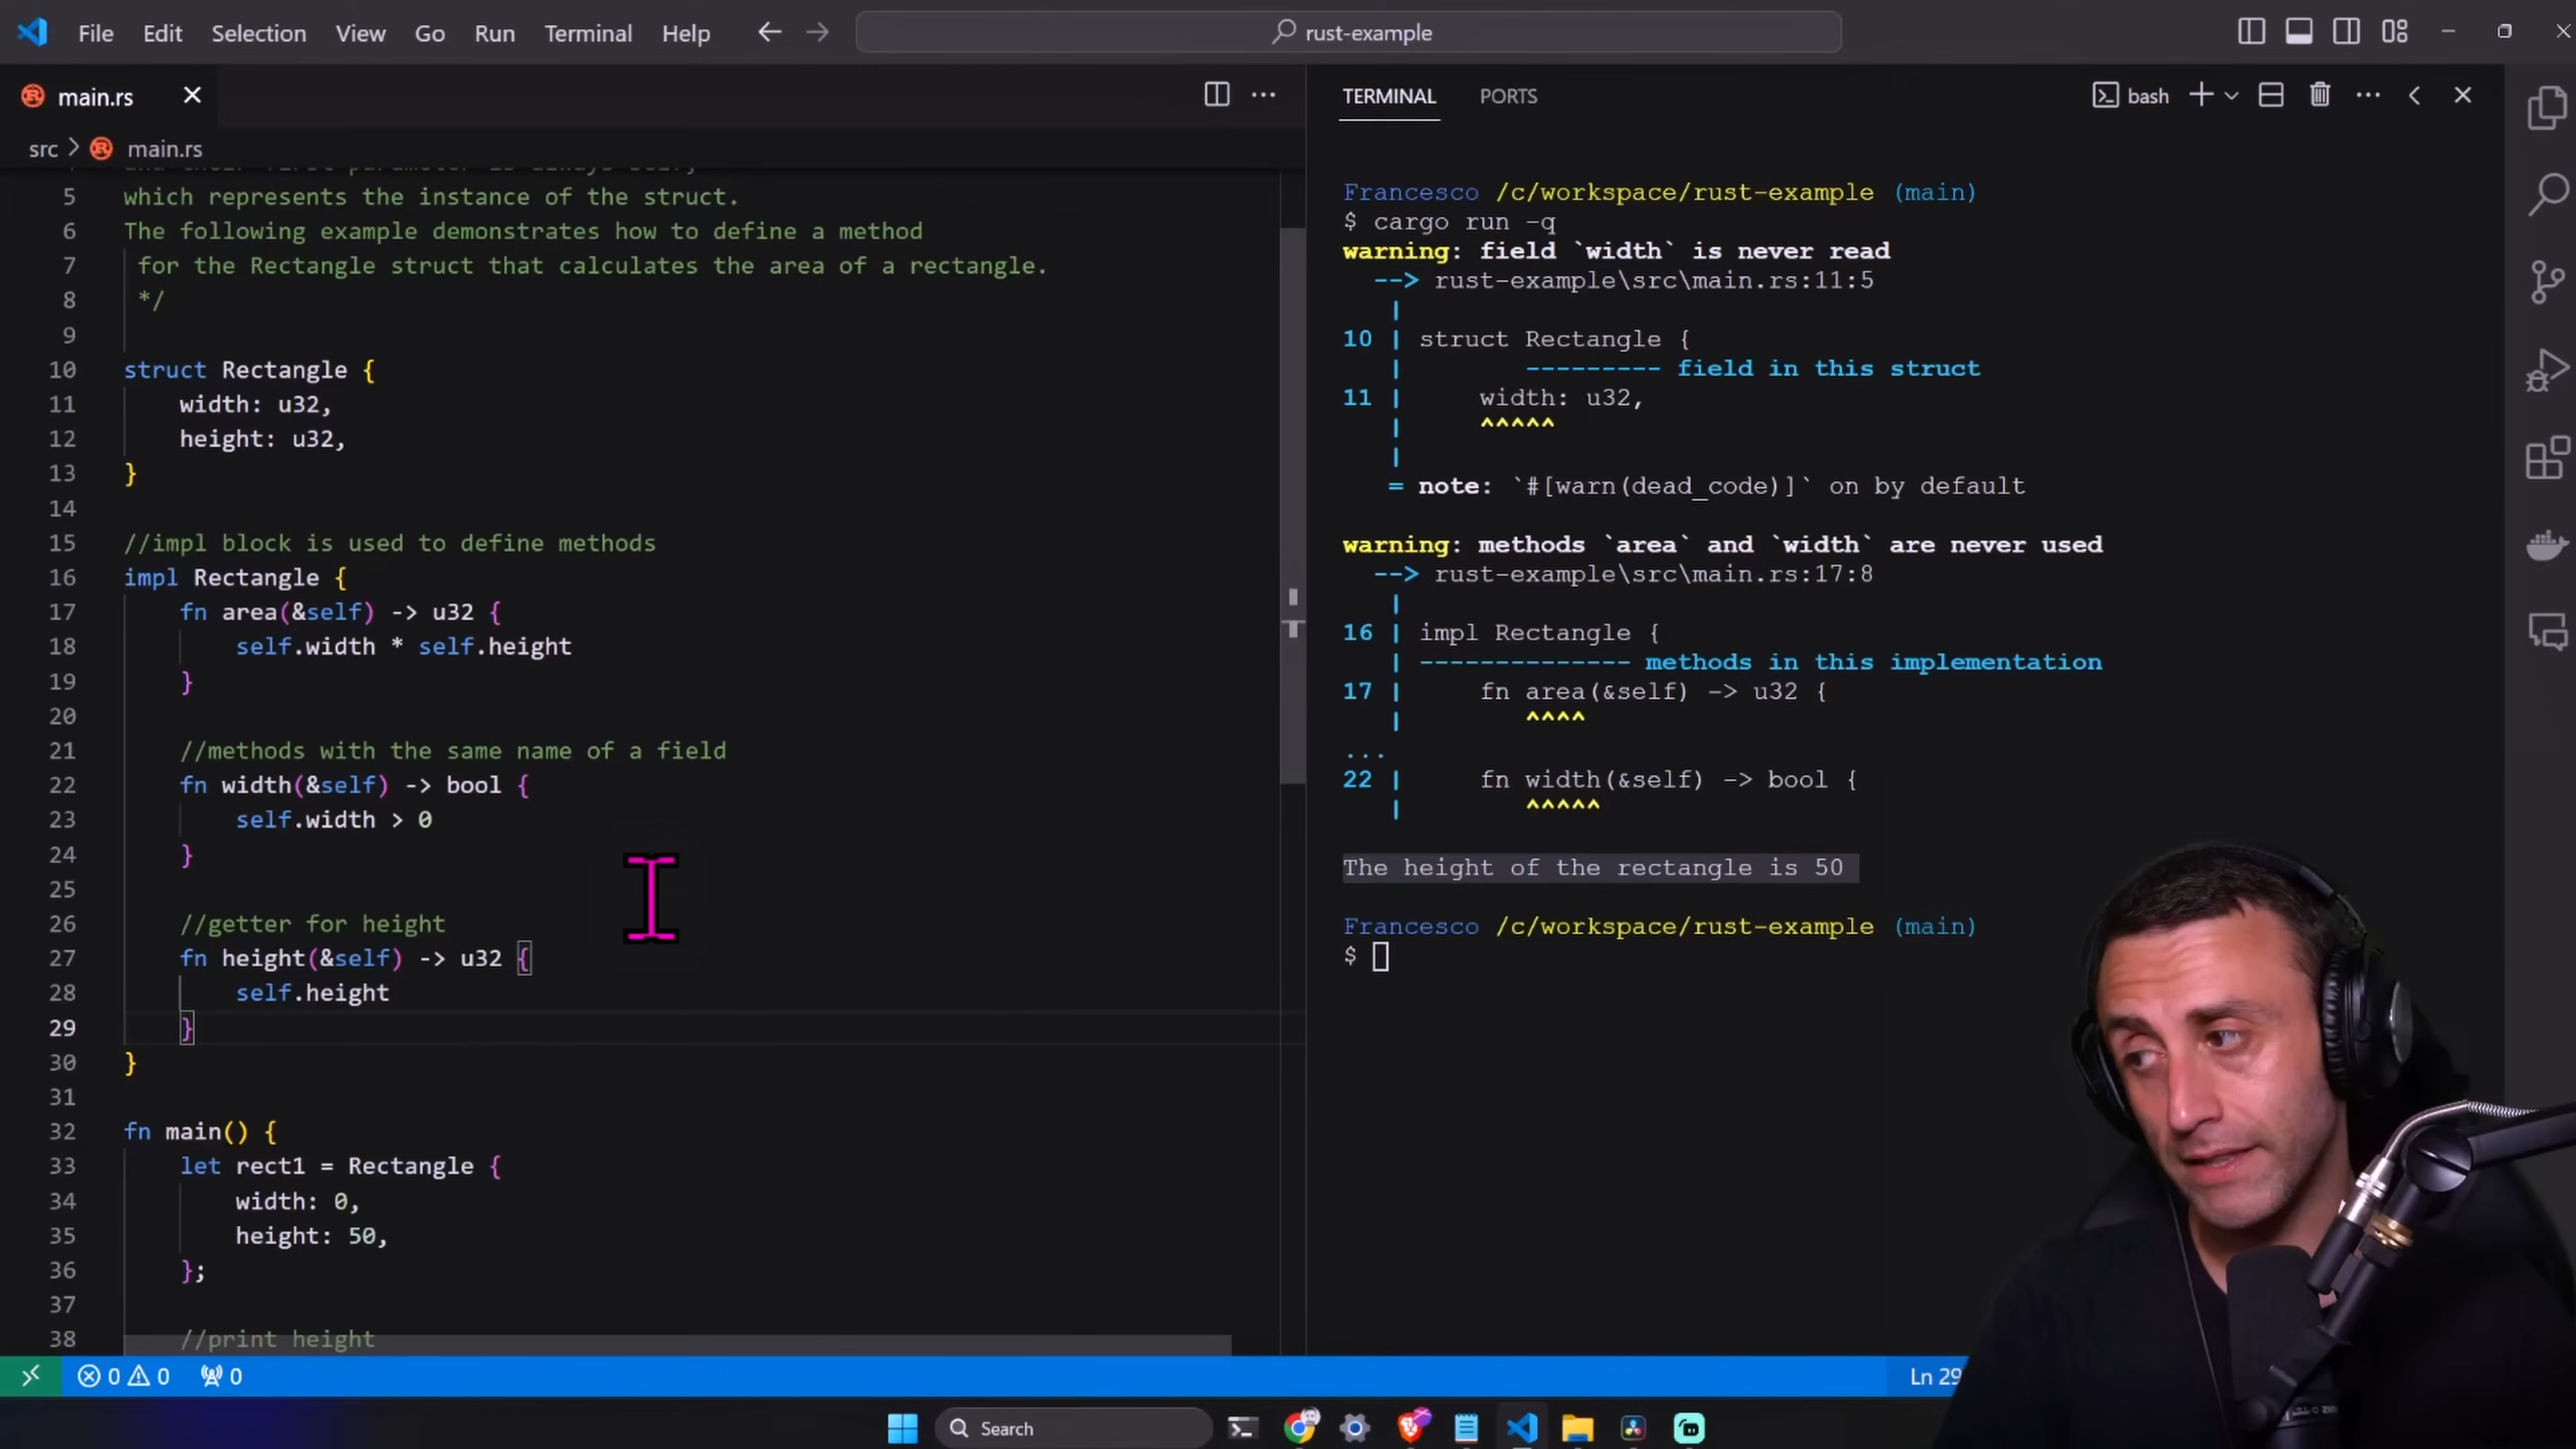 File Edit Selection View Go Run Terminal Help
rust-example
main.rs
src > main.rs
5 which represents the instance of the struct.
6 The following example demonstrates how to define a method
7 for the Rectangle struct that calculates the area of a rectangle.
8 */
9
10 struct Rectangle {
11 width: u32,
12 height: u32,
13 }
14
15 //impl block is used to define methods
16 impl Rectangle {
17 fn area(&self) -> u32 {
18 self.width * self.height
19 }
20
21 //methods with the same name of a field
22 fn width(&self) -> bool {
23 self.width > 0
24 }
25
26 //getter for height
27 fn height(&self) -> u32 {
28 self.height
29 }
30 }
31
32 fn main() {
33 let rect1 = Rectangle {
34 width: 0,
35 height: 50,
36 };
37
38 //print height
TERMINAL PORTS
bash
Francesco /c/workspace/rust-example (main)
$ cargo run -q
warning: field `width` is never read
--> rust-example\src\main.rs:11:5
|
10 | struct Rectangle {
| --------- field in this struct
11 | width: u32,
| ^^^^^
|
= note: `#[warn(dead_code)]` on by default
warning: methods `area` and `width` are never used
--> rust-example\src\main.rs:17:8
|
16 | impl Rectangle {
| -------------- methods in this implementation
17 | fn area(&self) -> u32 {
| ^^^^
...
22 | fn width(&self) -> bool {
| ^^^^^
The height of the rectangle is 50
Francesco /c/workspace/rust-example (main)
$
0 0 0
Ln 29
Search